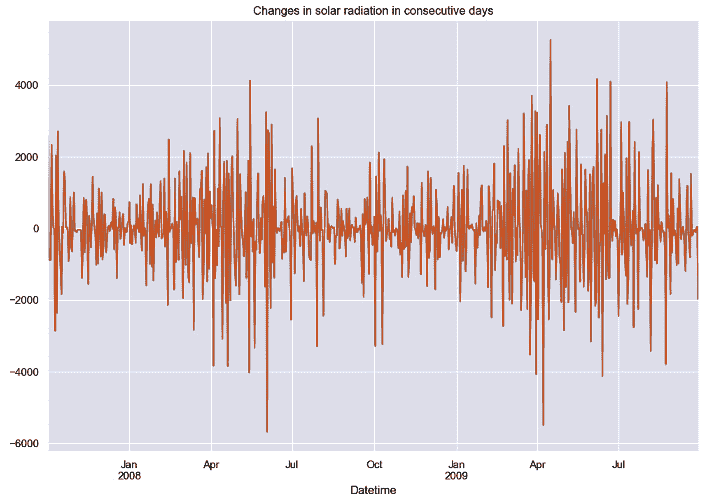 Changes in solar radiation in consecutive days
4000
2000
0
−2000
−4000
−6000
Jan Apr Jul Oct Jan Apr Jul
2008 2009
Datetime